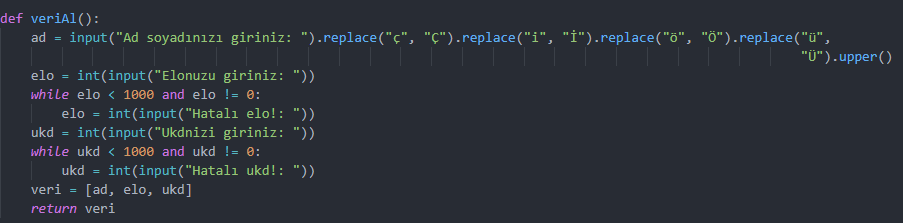 def veriAl():
    ad = input("Ad soyadınızı giriniz: ").replace("ç", "Ç").replace("i", "İ").replace("ö", "Ö").replace("ü",
                                                                                                    "Ü").upper()
    elo = int(input("Elonuzu giriniz: "))
    while elo < 1000 and elo != 0:
        elo = int(input("Hatalı elo!: "))
    ukd = int(input("Ukdnizi giriniz: "))
    while ukd < 1000 and ukd != 0:
        ukd = int(input("Hatalı ukd!: "))
    veri = [ad, elo, ukd]
    return veri